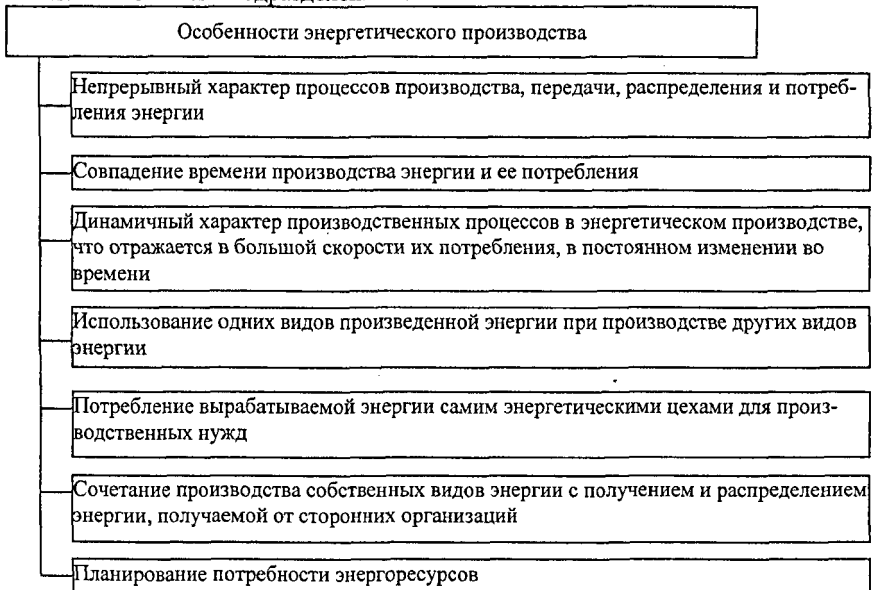 Особенности энергетического производства
Непрерывный характер процессов производства, передачи, распределения и потреб-
ления энергии
Совпадение времени производства энергии и ее потребления
Динамичный характер производственных процессов в энергетическом производстве,
что отражается в большой скорости их потребления, в постоянном изменении во
времени
Использование одних видов произведенной энергии при производстве других видов
энергии
Потребление вырабатываемой энергии самим энергетическими цехами для произ-
водственных нужд
Сочетание производства собственных видов энергии с получением и распределением
энергии, получаемой от сторонних организаций
Планирование потребности энергоресурсов